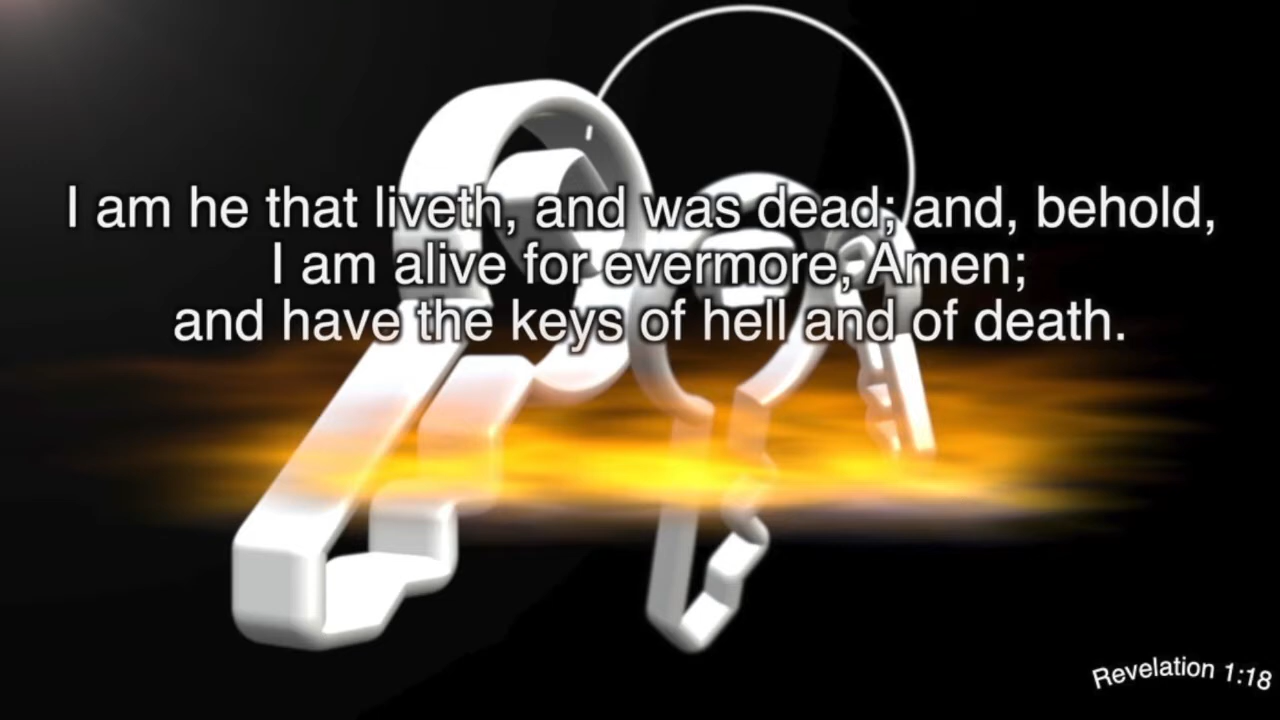 I am he that liveth, and was dead; and, behold,
I am alive for evermore, Amen;
and have the keys of hell and of death.
Revelation 1:18